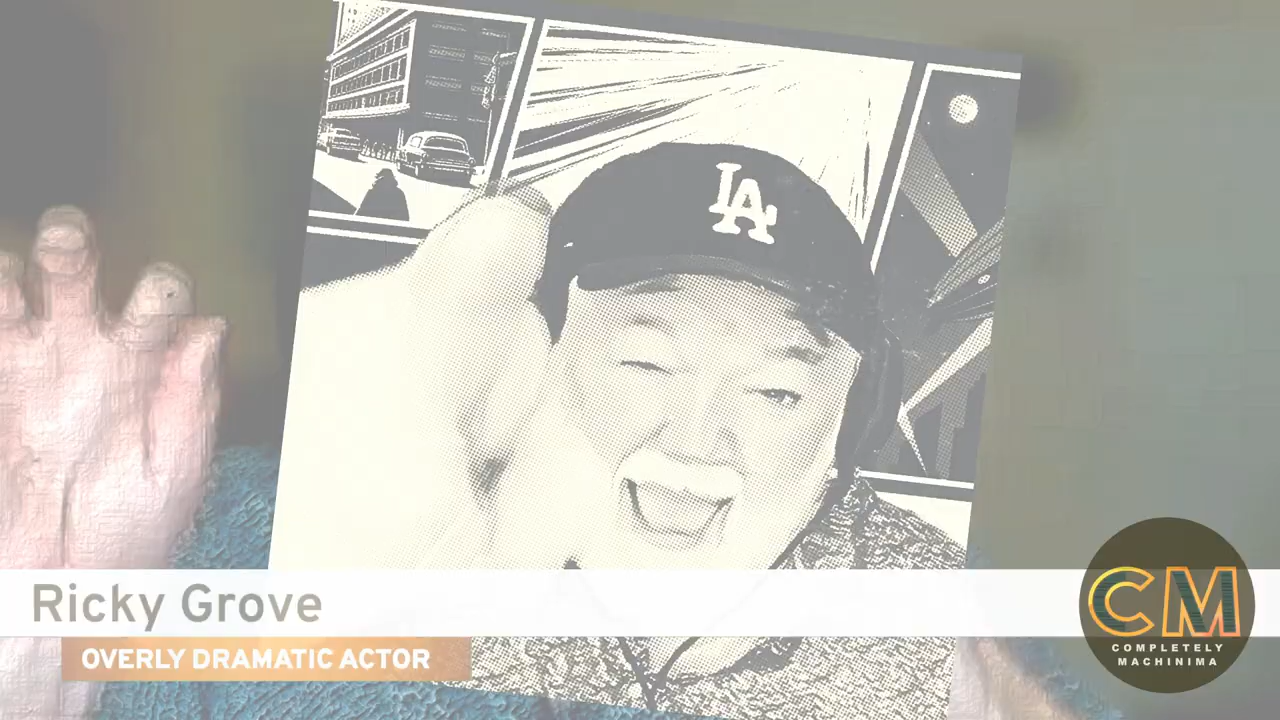 LA
Ricky Grove
OVERLY DRAMATIC ACTOR
CM
COMPLETELY
MACHINIMA